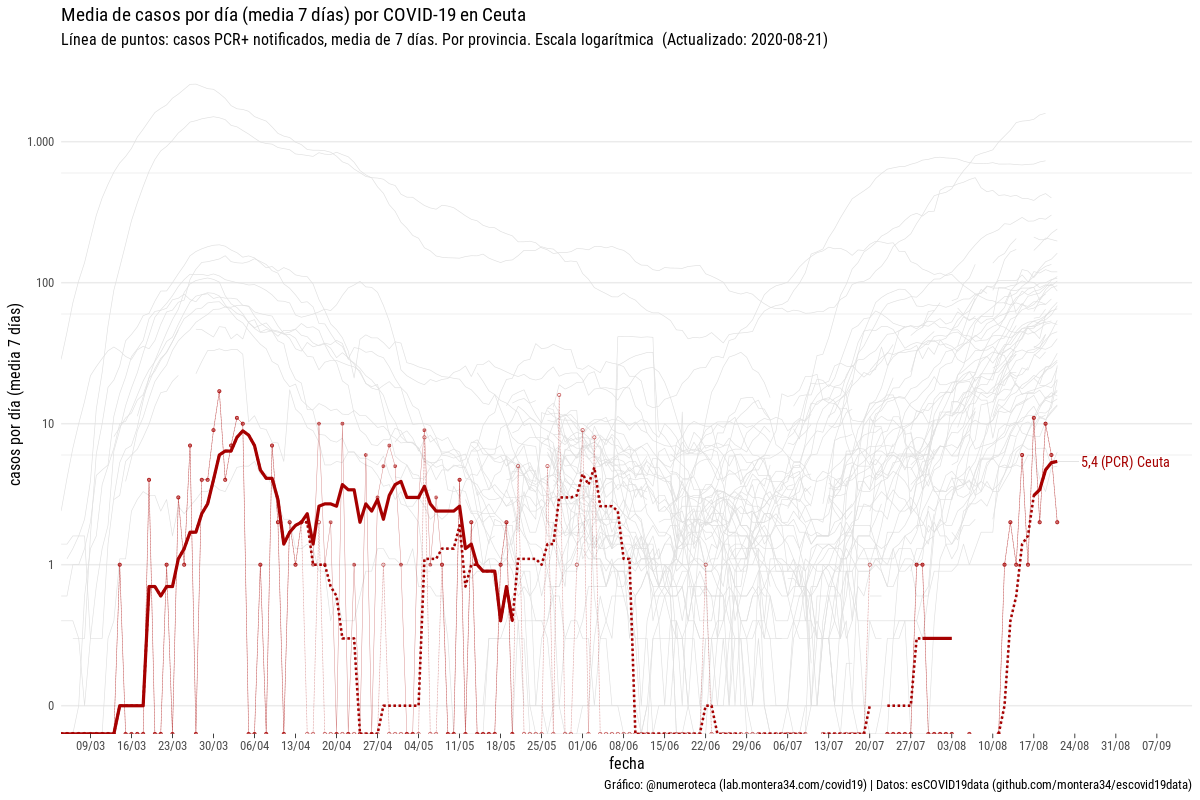 Media de casos por día (media 7 días) por COVID-19 en Ceuta
Línea de puntos: casos PCR+ notificados, media de 7 días. Por provincia. Escala logarítmica  (Actualizado: 2020-08-21)
casos por día (media 7 días)
1.000
100
10
1
0
5,4 (PCR) Ceuta
09/03 16/03 23/03 30/03 06/04 13/04 20/04 27/04 04/05 11/05 18/05 25/05 01/06 08/06 15/06 22/06 29/06 06/07 13/07 20/07 27/07 03/08 10/08 17/08 24/08 31/08 07/09
fecha
Gráfico: @numeroteca (lab.montera34.com/covid19) | Datos: esCOVID19data (github.com/montera34/escovid19data)